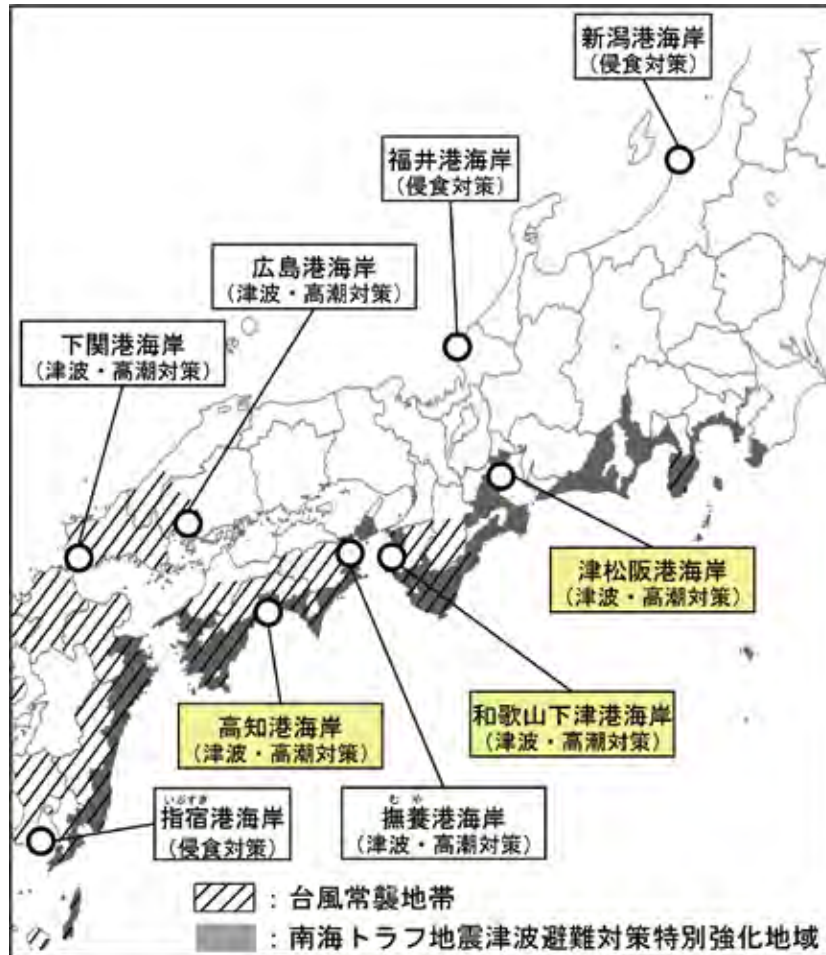 新潟港海岸
(侵食対策)
福井港海岸
(侵食対策)
広島港海岸
(津波・高潮対策)
下関港海岸
(津波・高潮対策)
津松阪港海岸
(津波・高潮対策)
高知港海岸
(津波・高潮対策)
和歌山下津港海岸
(津波・高潮対策)
いぶすき
指宿港海岸
(侵食対策)
むや
撫養港海岸
(津波・高潮対策)
:台風常襲地帯
:南海トラフ地震津波避難対策特別強化地域